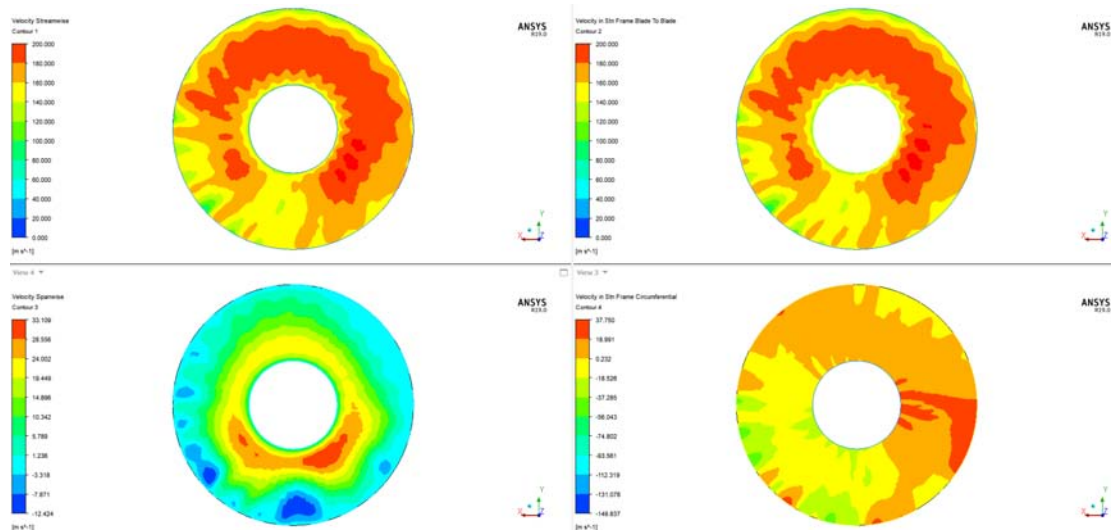 Velocity Streamwise
Contour 1
200.000
180.000
160.000
140.000
120.000
100.000
80.000
60.000
40.000
20.000
0.000
[m s^-1]
ANSYS
R19.0
Y
X
Z
Velocity in Stn Frame Blade To Blade
Contour 2
200.000
180.000
160.000
140.000
120.000
100.000
80.000
60.000
40.000
20.000
0.000
[m s^-1]
ANSYS
R19.0
Y
X
Z
View 4
Velocity Spanwise
Contour 3
33.109
28.556
24.002
19.449
14.896
10.342
5.789
1.236
-3.318
-7.871
-12.424
[m s^-1]
ANSYS
R19.0
Y
X
Z
View 3
Velocity in Stn Frame Circumferential
Contour 4
37.750
18.991
0.232
-18.526
-37.285
-56.043
-74.802
-93.561
-112.319
-131.078
[m s^-1]
ANSYS
R19.0
Y
X
Z